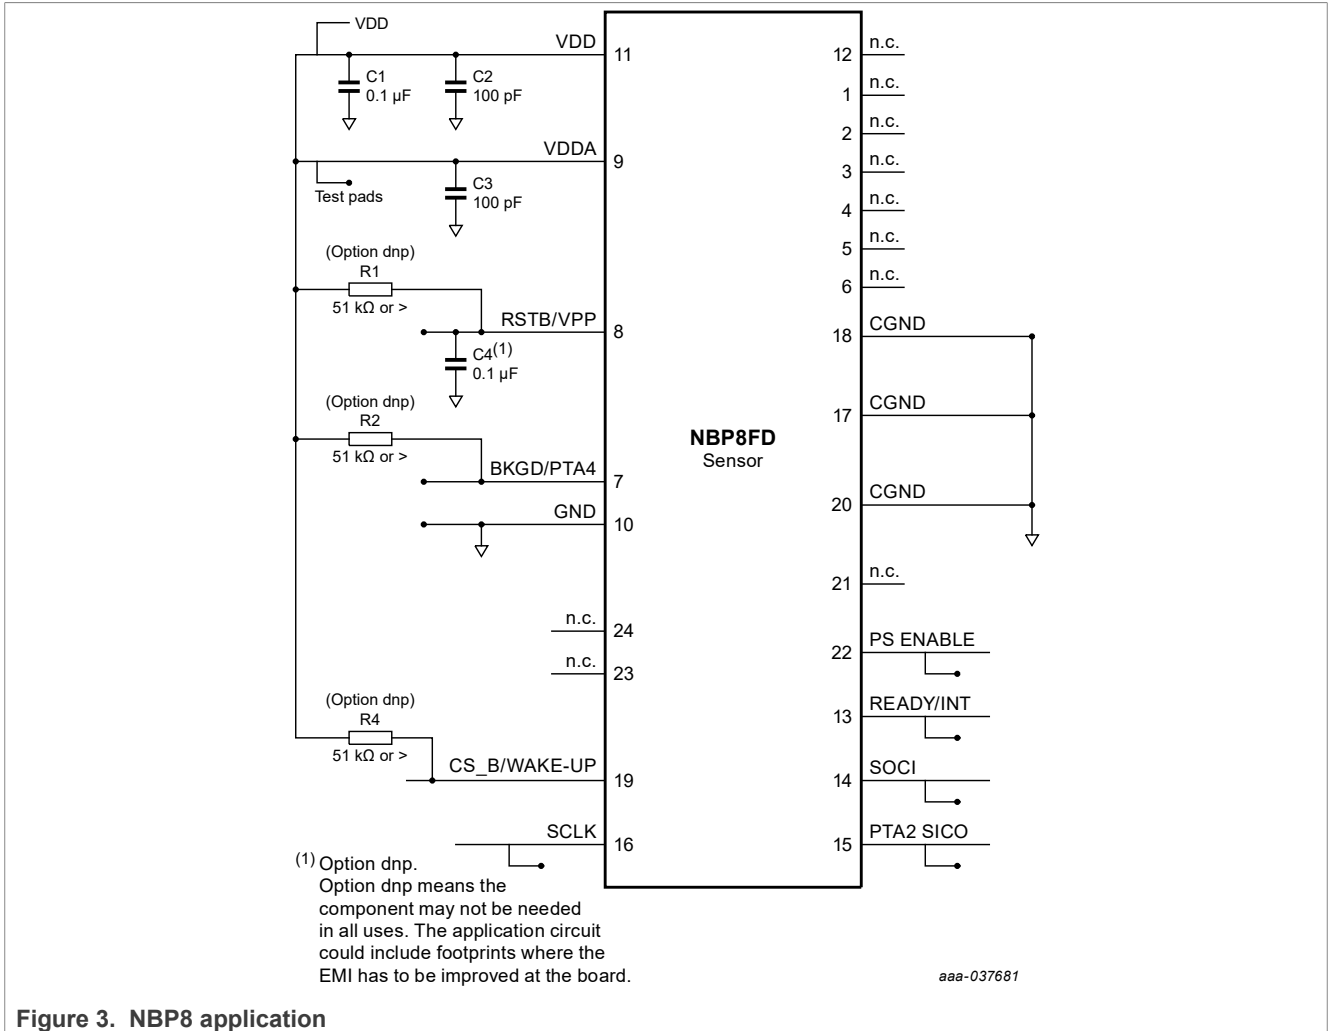 VDD
VDD
11
C1
0.1 µF
C2
100 pF
VDDA
9
Test pads
C3
100 pF
(Option dnp)
R1
51 kΩ or >
RSTB/VPP
8
C4(1)
0.1 µF
(Option dnp)
R2
51 kΩ or >
BKGD/PTA4
7
GND
10
n.c.
24
n.c.
23
(Option dnp)
R4
51 kΩ or >
CS_B/WAKE-UP
19
SCLK
16
NBP8FD
Sensor
12
n.c.
1
n.c.
2
n.c.
3
n.c.
4
n.c.
5
n.c.
6
n.c.
18
CGND
17
CGND
20
CGND
21
n.c.
22
PS ENABLE
13
READY/INT
14
SOCI
15
PTA2 SICO
(1) Option dnp.
Option dnp means the
component may not be needed
in all uses. The application circuit
could include footprints where the
EMI has to be improved at the board.
aaa-037681
Figure 3. NBP8 application